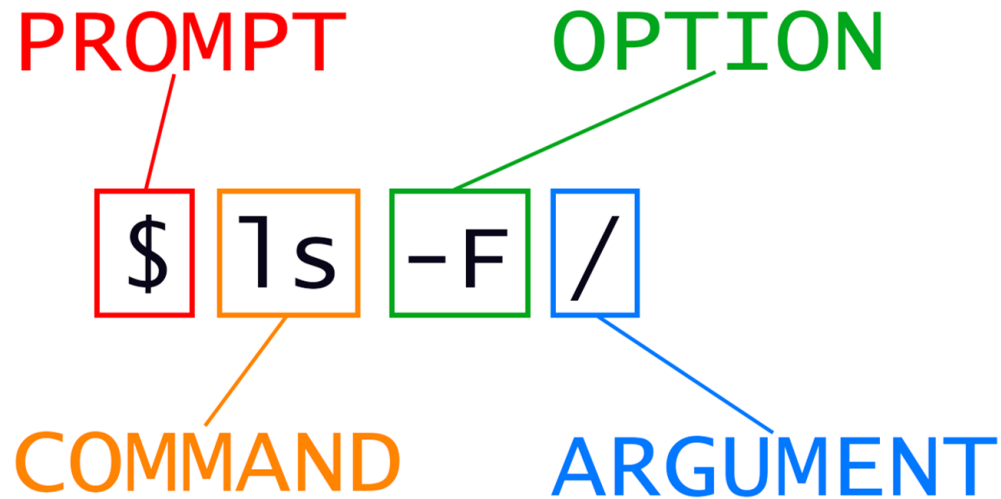 PROMPT OPTION
$ ls -F /
COMMAND ARGUMENT